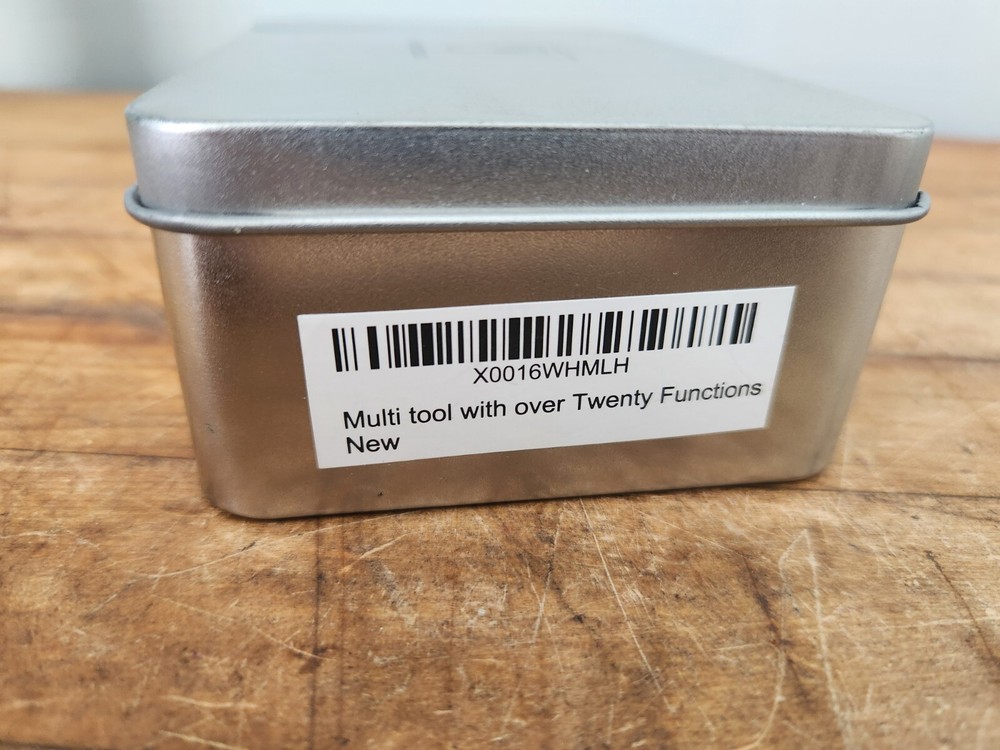 X0016WHMLH
Multi tool with over Twenty Functions
New